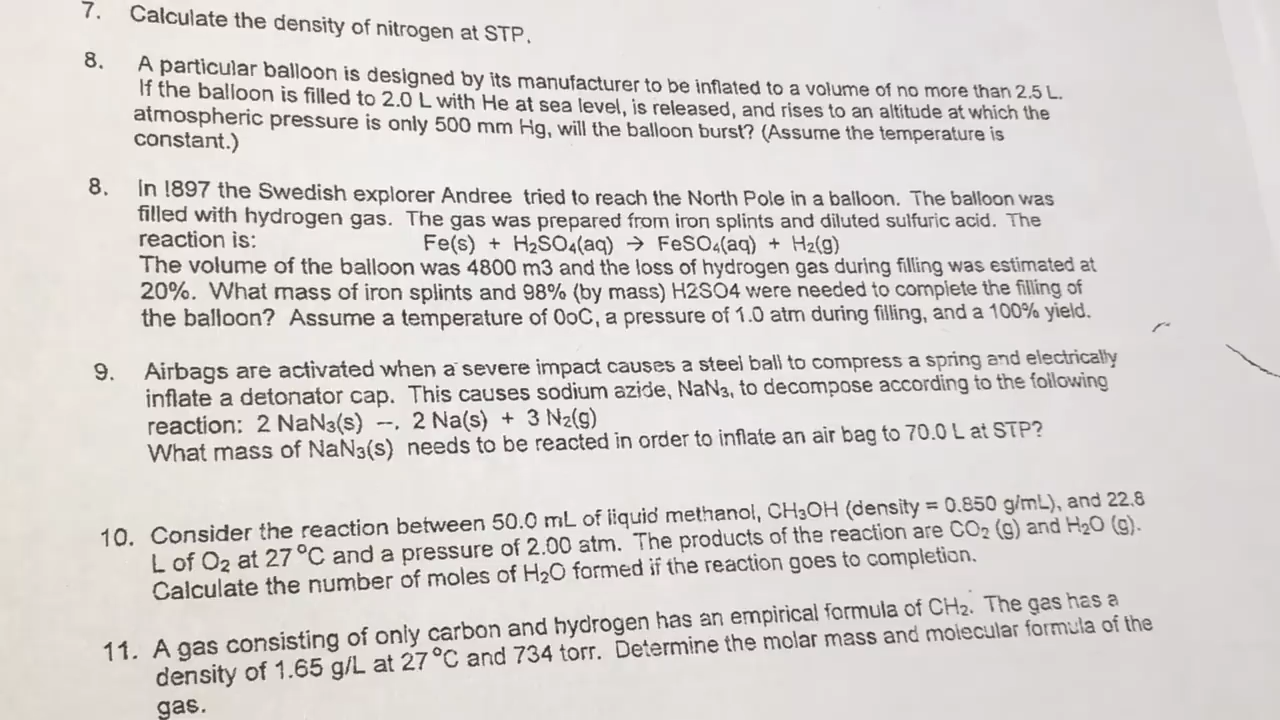 7. Calculate the density of nitrogen at STP.
8. A particular balloon is designed by its manufacturer to be inflated to a volume of no more than 2.5 L.
If the balloon is filled to 2.0 L with He at sea level, is released, and rises to an altitude at which the
atmospheric pressure is only 500 mm Hg, will the balloon burst? (Assume the temperature is
constant.)
8. In !897 the Swedish explorer Andree tried to reach the North Pole in a balloon. The balloon was
filled with hydrogen gas. The gas was prepared from iron splints and diluted sulfuric acid. The
reaction is: Fe(s) + H₂SO₄(aq) → FeSO₄(aq) + H₂(g)
The volume of the balloon was 4800 m3 and the loss of hydrogen gas during filling was estimated at
20%. What mass of iron splints and 98% (by mass) H2SO4 were needed to complete the filling of
the balloon? Assume a temperature of 0oC, a pressure of 1.0 atm during filling, and a 100% yield.
9. Airbags are activated when a severe impact causes a steel ball to compress a spring and electrically
inflate a detonator cap. This causes sodium azide, NaN₃, to decompose according to the following
reaction: 2 NaN₃(s) --. 2 Na(s) + 3 N₂(g)
What mass of NaN₃(s) needs to be reacted in order to inflate an air bag to 70.0 L at STP?
10. Consider the reaction between 50.0 mL of liquid methanol, CH₃OH (density = 0.850 g/mL), and 22.8
L of O₂ at 27 °C and a pressure of 2.00 atm. The products of the reaction are CO₂ (g) and H₂O (g).
Calculate the number of moles of H₂O formed if the reaction goes to completion.
11. A gas consisting of only carbon and hydrogen has an empirical formula of CH₂. The gas has a
density of 1.65 g/L at 27 °C and 734 torr. Determine the molar mass and molecular formula of the
gas.